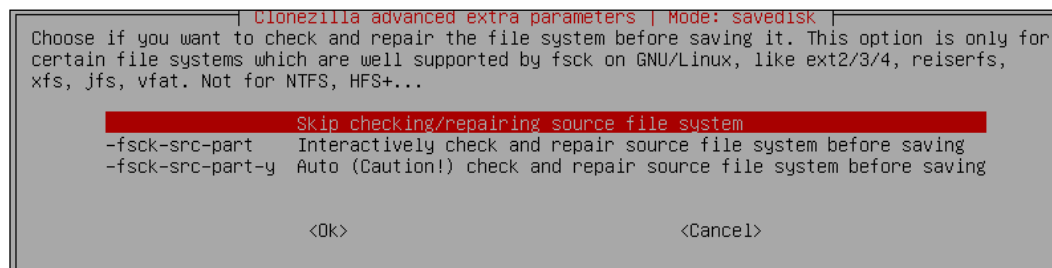 Clonezilla advanced extra parameters | Mode: savedisk
Choose if you want to check and repair the file system before saving it. This option is only for
certain file systems which are well supported by fsck on GNU/Linux, like ext2/3/4, reiserfs,
xfs, jfs, vfat. Not for NTFS, HFS+...
Skip checking/repairing source file system
-fsck-src-part Interactively check and repair source file system before saving
-fsck-src-part-y Auto (Caution!) check and repair source file system before saving
<Ok> <Cancel>